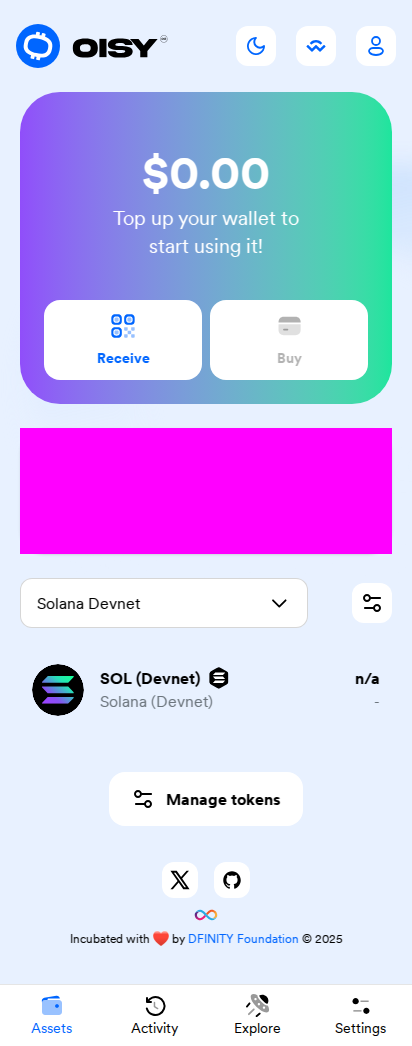 OISY
$0.00
Top up your wallet to
start using it!
Receive
Buy
Solana Devnet
SOL (Devnet)
n/a
Solana (Devnet)
-
Manage tokens
Incubated with ❤️ by DFINITY Foundation © 2025
Assets
Activity
Explore
Settings